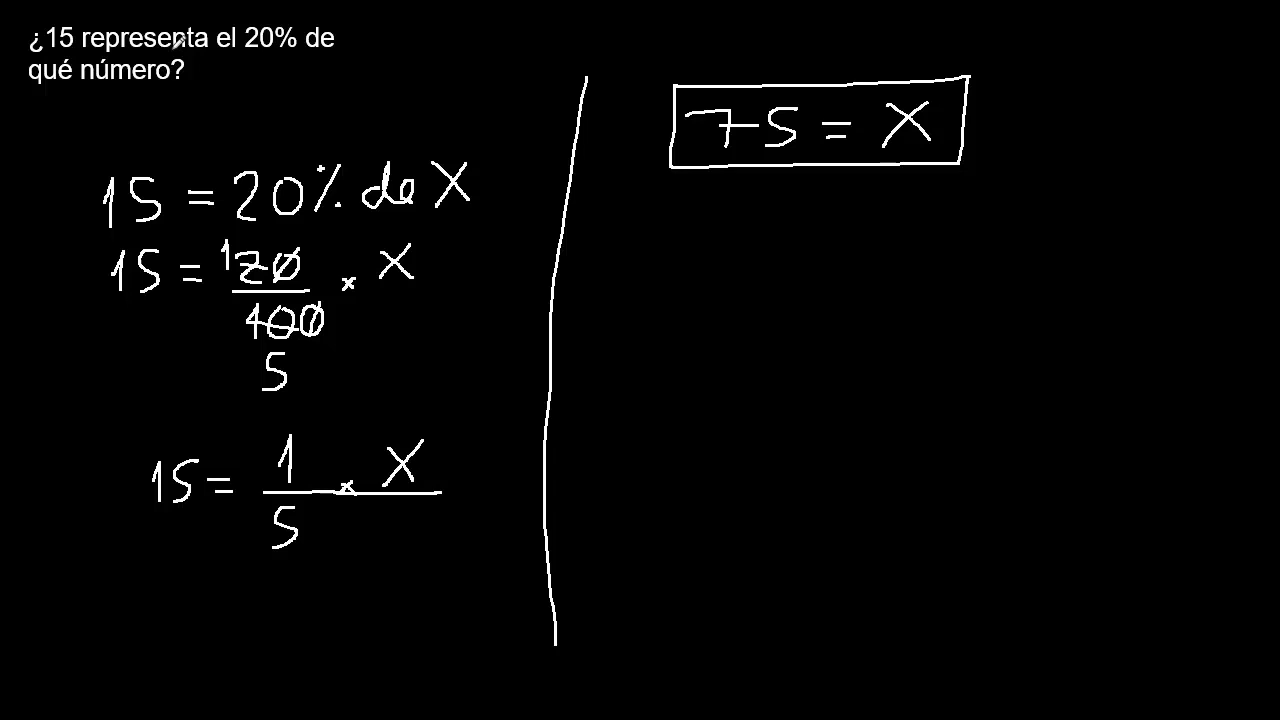 ¿15 representa el 20% de
qué número?
15 = 20% de X
15 = 1 20 × X
100
5
15 = 1 × X
5
75 = X